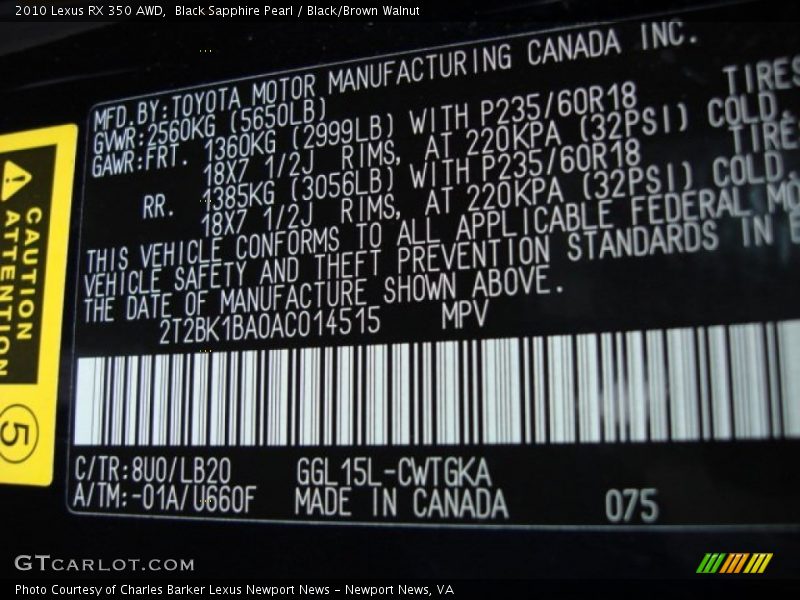 2010 Lexus RX 350 AWD, Black Sapphire Pearl / Black/Brown Walnut
MFD.BY:TOYOTA MOTOR MANUFACTURING CANADA INC.
GVWR:2560KG (5650LB)
GAWR:FRT. 1360KG (2999LB) WITH P235/60R18 TIRES
18X7 1/2J RIMS, AT 220KPA (32PSI) COLD.
RR. 1385KG (3056LB) WITH P235/60R18
18X7 1/2J RIMS, AT 220KPA (32PSI) COLD.
THIS VEHICLE CONFORMS TO ALL APPLICABLE FEDERAL
VEHICLE SAFETY AND THEFT PREVENTION STANDARDS IN
THE DATE OF MANUFACTURE SHOWN ABOVE.
2T2BK1BA0AC014515 MPV
C/TR:8U0/LB20 GGL15L-CWTGKA
A/TM:-01A/U660F MADE IN CANADA 075
CAUTION
ATTENTION
5
GTCARLOT.COM
Photo Courtesy of Charles Barker Lexus Newport News – Newport News, VA